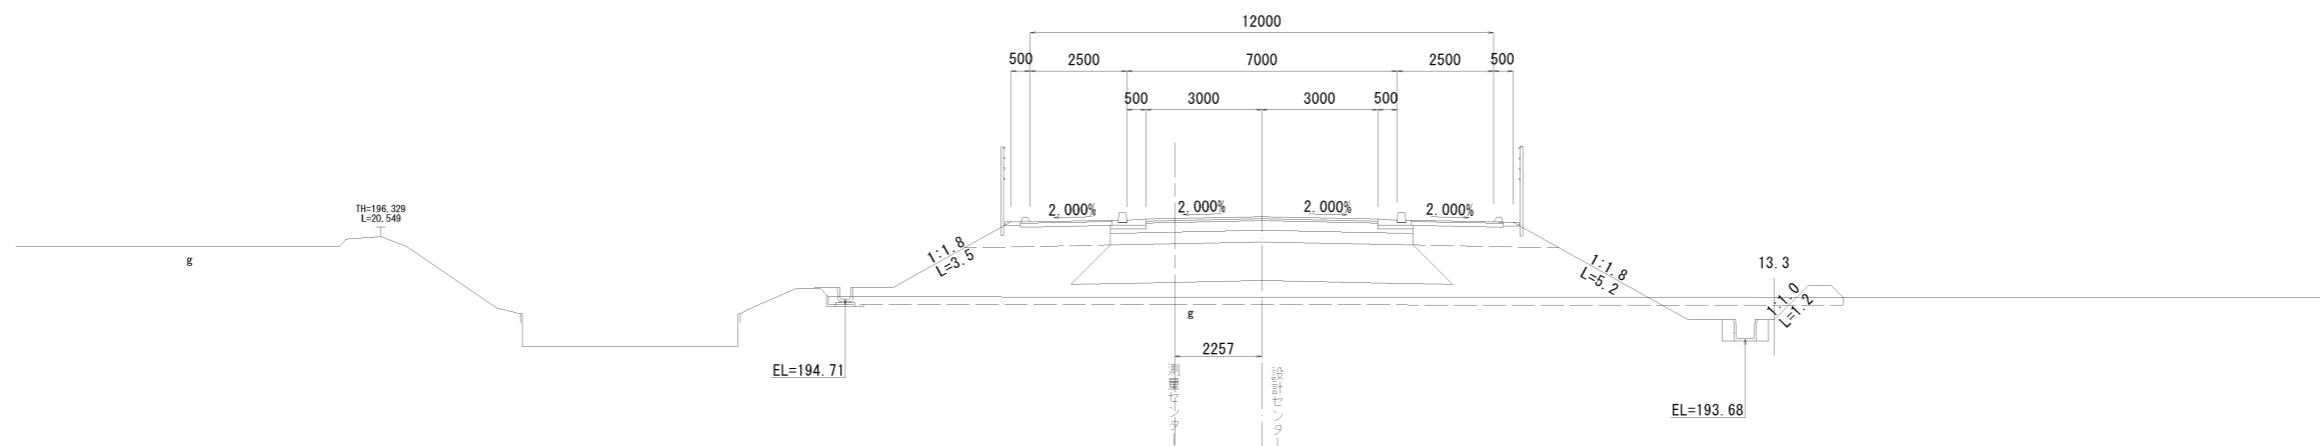 12000
500 2500 7000 2500 500
500 3000 3000 500
2.000% 2.000% 2.000% 2.000%
TH=196.329
L=20.549
g
1:1.8
L=3.5
1:1.8
L=5.2
13.3
1:1.0
L=1.2
g
2257
EL=194.71
測量センター
設計センター
EL=193.68